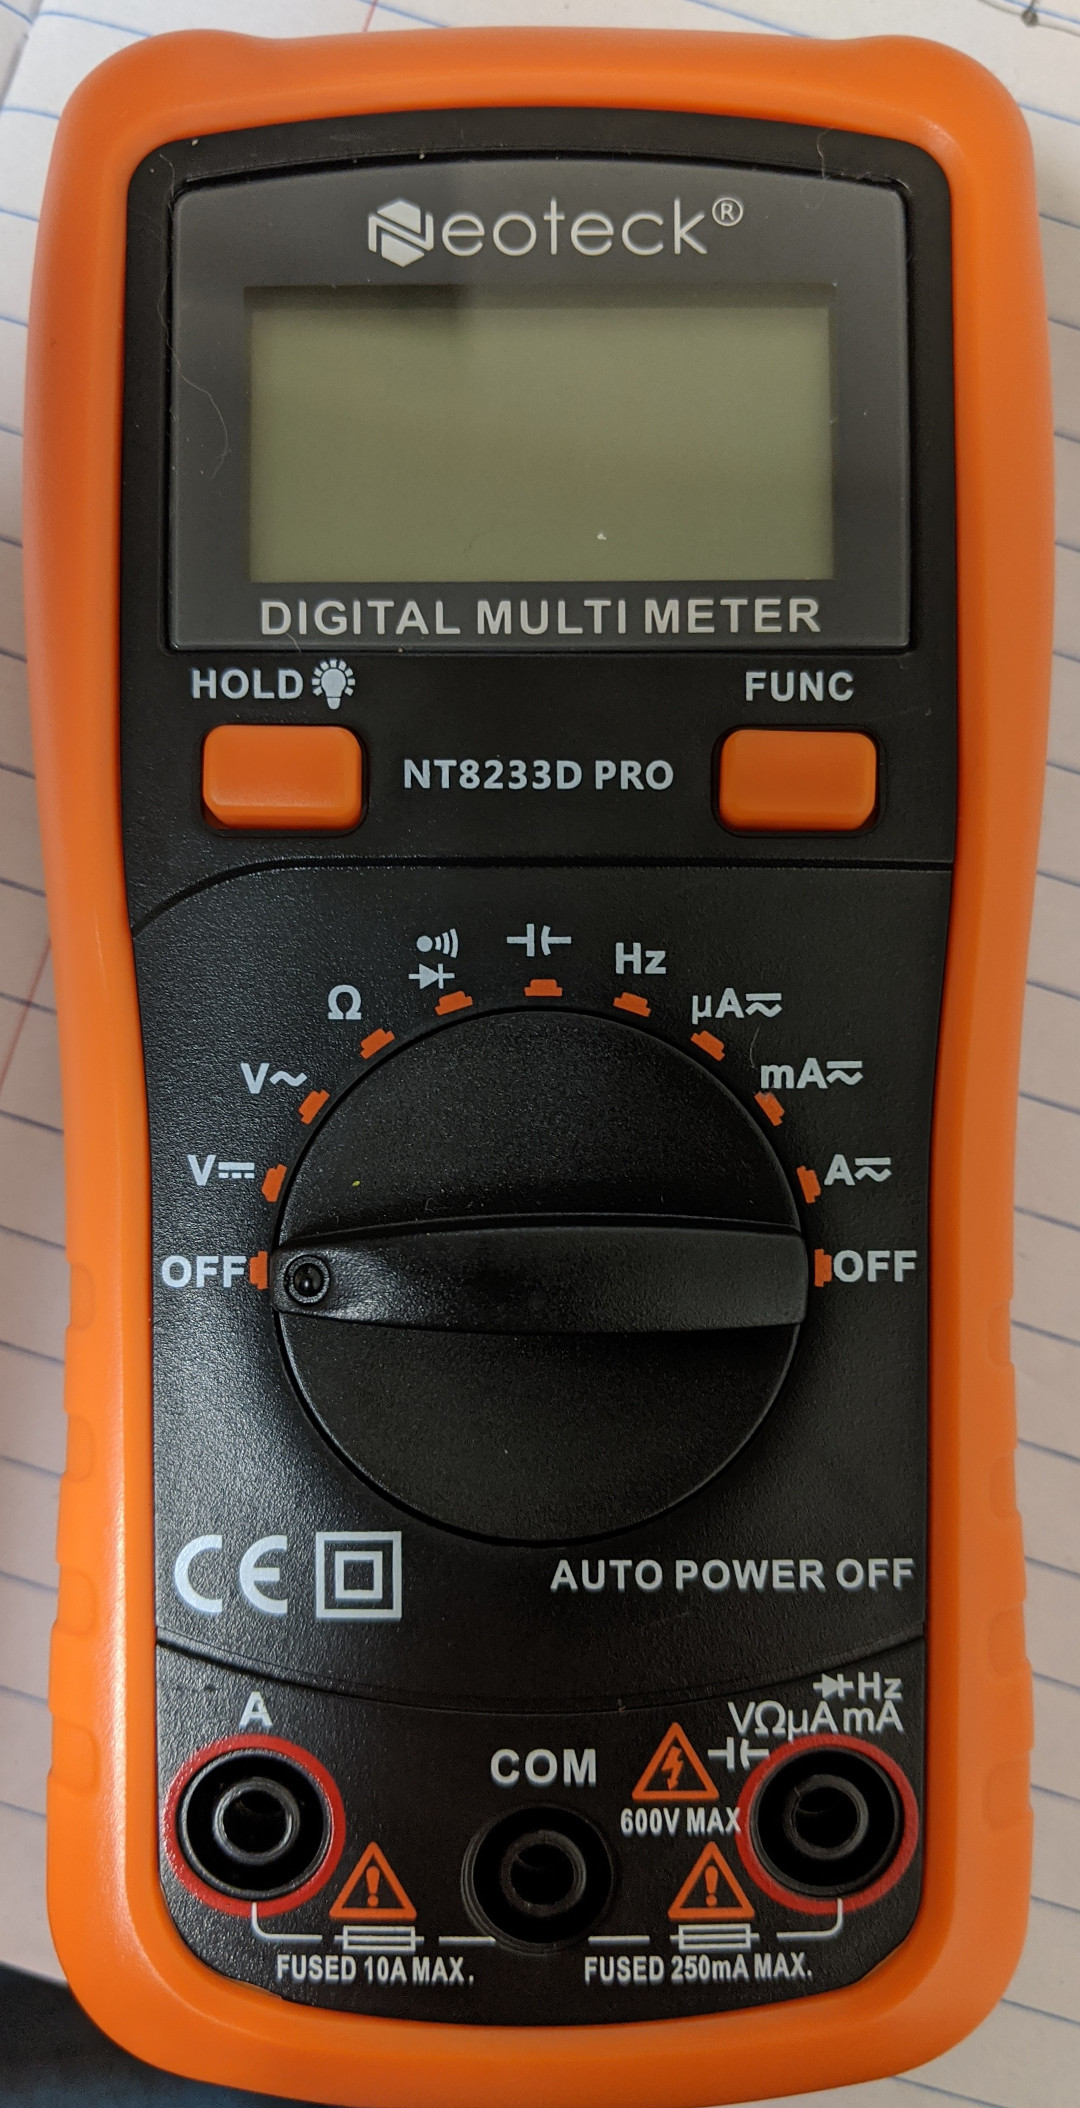 Neoteck®
DIGITAL MULTI METER
HOLD
FUNC
NT8233D PRO
Hz
Ω
µA
V~
mA
V
A
OFF
OFF
CE
AUTO POWER OFF
A
Hz
VΩµAmA
COM
600V MAX
FUSED 10A MAX.
FUSED 250mA MAX.